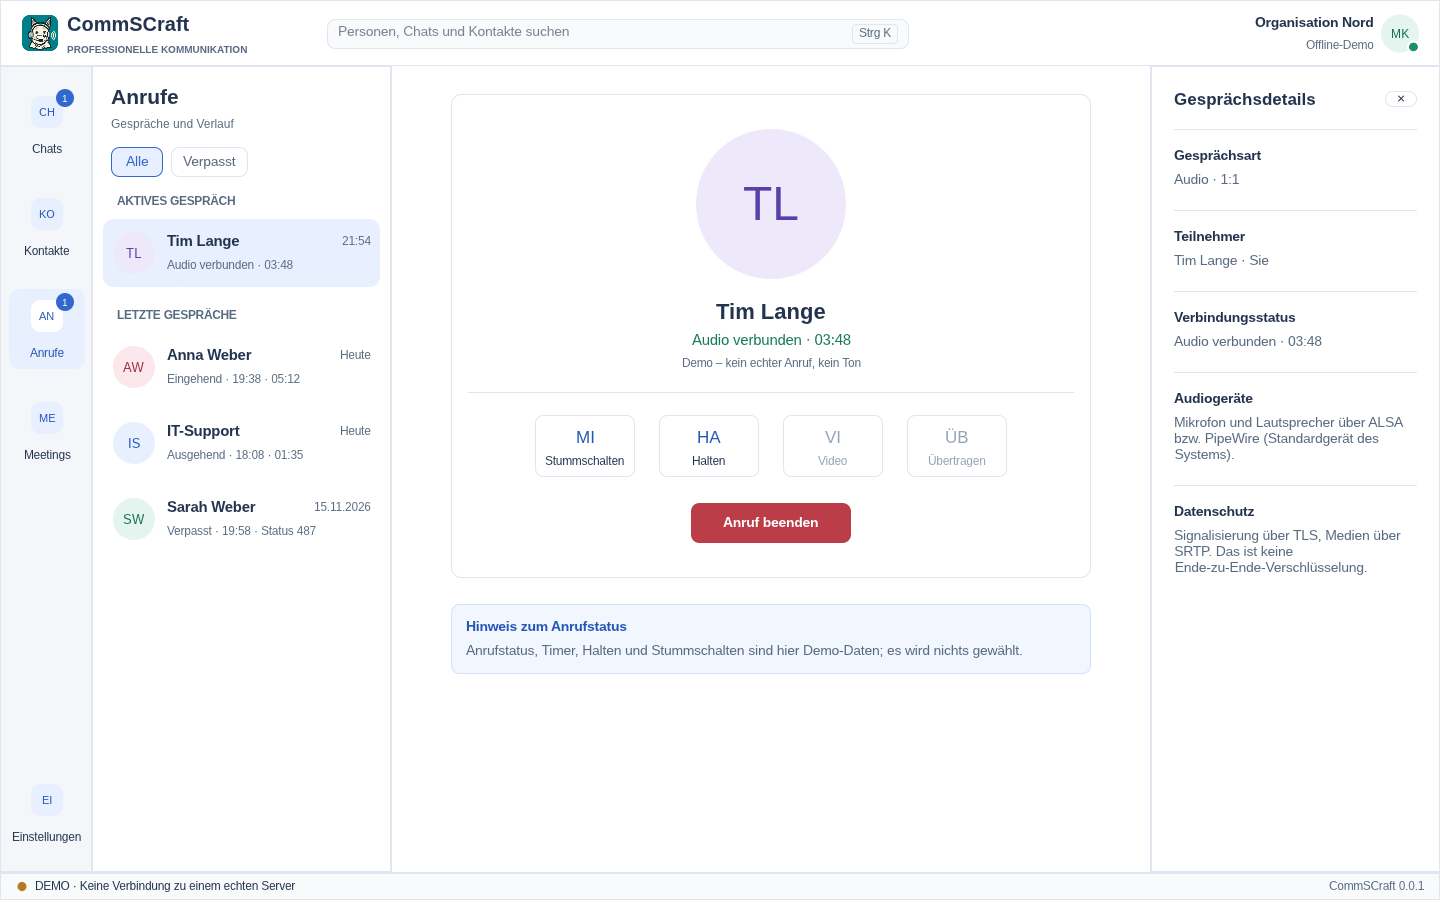 CommSCraft
PROFESSIONELLE KOMMUNIKATION
Personen, Chats und Kontakte suchen
Strg K
Organisation Nord
Offline-Demo
MK
CH
1
Chats
KO
Kontakte
AN
1
Anrufe
ME
Meetings
EI
Einstellungen
Anrufe
Gespräche und Verlauf
Alle
Verpasst
AKTIVES GESPRÄCH
TL
Tim Lange
21:54
Audio verbunden · 03:48
LETZTE GESPRÄCHE
AW
Anna Weber
Heute
Eingehend · 19:38 · 05:12
IS
IT-Support
Heute
Ausgehend · 18:08 · 01:35
SW
Sarah Weber
15.11.2026
Verpasst · 19:58 · Status 487
TL
Tim Lange
Audio verbunden · 03:48
Demo – kein echter Anruf, kein Ton
MI
Stummschalten
HA
Halten
VI
Video
ÜB
Übertragen
Anruf beenden
Hinweis zum Anrufstatus
Anrufstatus, Timer, Halten und Stummschalten sind hier Demo-Daten; es wird nichts gewählt.
Gesprächsdetails
×
Gesprächsart
Audio · 1:1
Teilnehmer
Tim Lange · Sie
Verbindungsstatus
Audio verbunden · 03:48
Audiogeräte
Mikrofon und Lautsprecher über ALSA
bzw. PipeWire (Standardgerät des
Systems).
Datenschutz
Signalisierung über TLS, Medien über
SRTP. Das ist keine
Ende-zu-Ende-Verschlüsselung.
DEMO · Keine Verbindung zu einem echten Server
CommSCraft 0.0.1